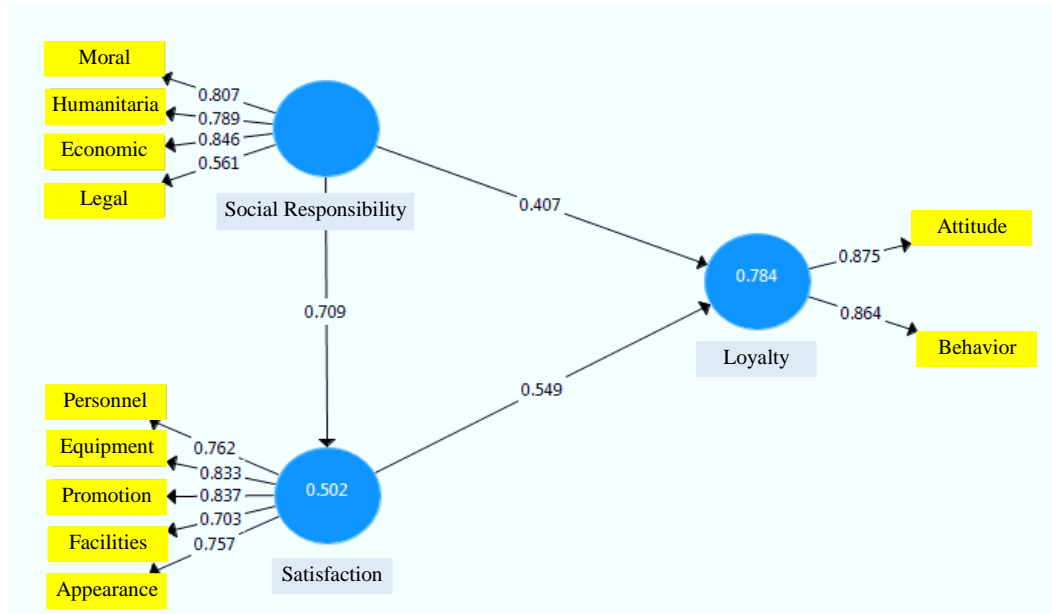 Moral
0.807
Humanitaria
0.789
Economic
0.846
0.561
Legal
Social Responsibility
0.407
Attitude
0.875
0.784
0.864
Behavior
Loyalty
0.709
0.549
Personnel
0.762
Equipment
0.833
0.502
Promotion
0.837
0.703
Facilities
0.757
Appearance
Satisfaction